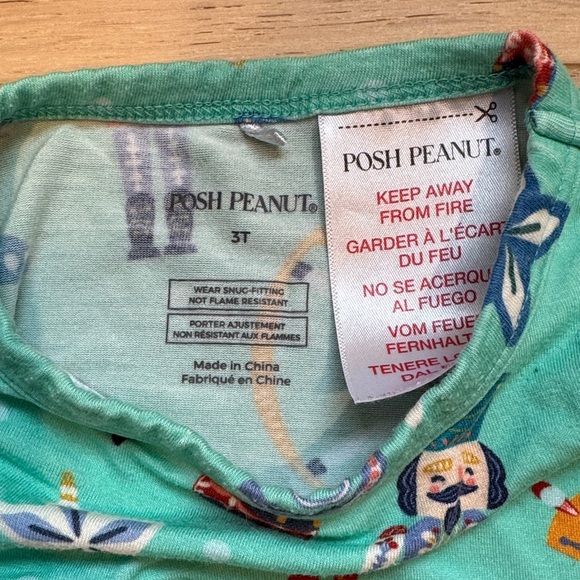 POSH PEANUT®
3T
WEAR SNUG-FITTING
NOT FLAME RESISTANT
PORTER AJUSTEMENT
NON RÉSISTANT AUX FLAMMES
Made in China
Fabriqué en Chine
POSH PEANUT®
KEEP AWAY
FROM FIRE
GARDER À L'ÉCART
DU FEU
NO SE ACERQU
AL FUEGO
VOM FEUE
FERNHALT
TENERE